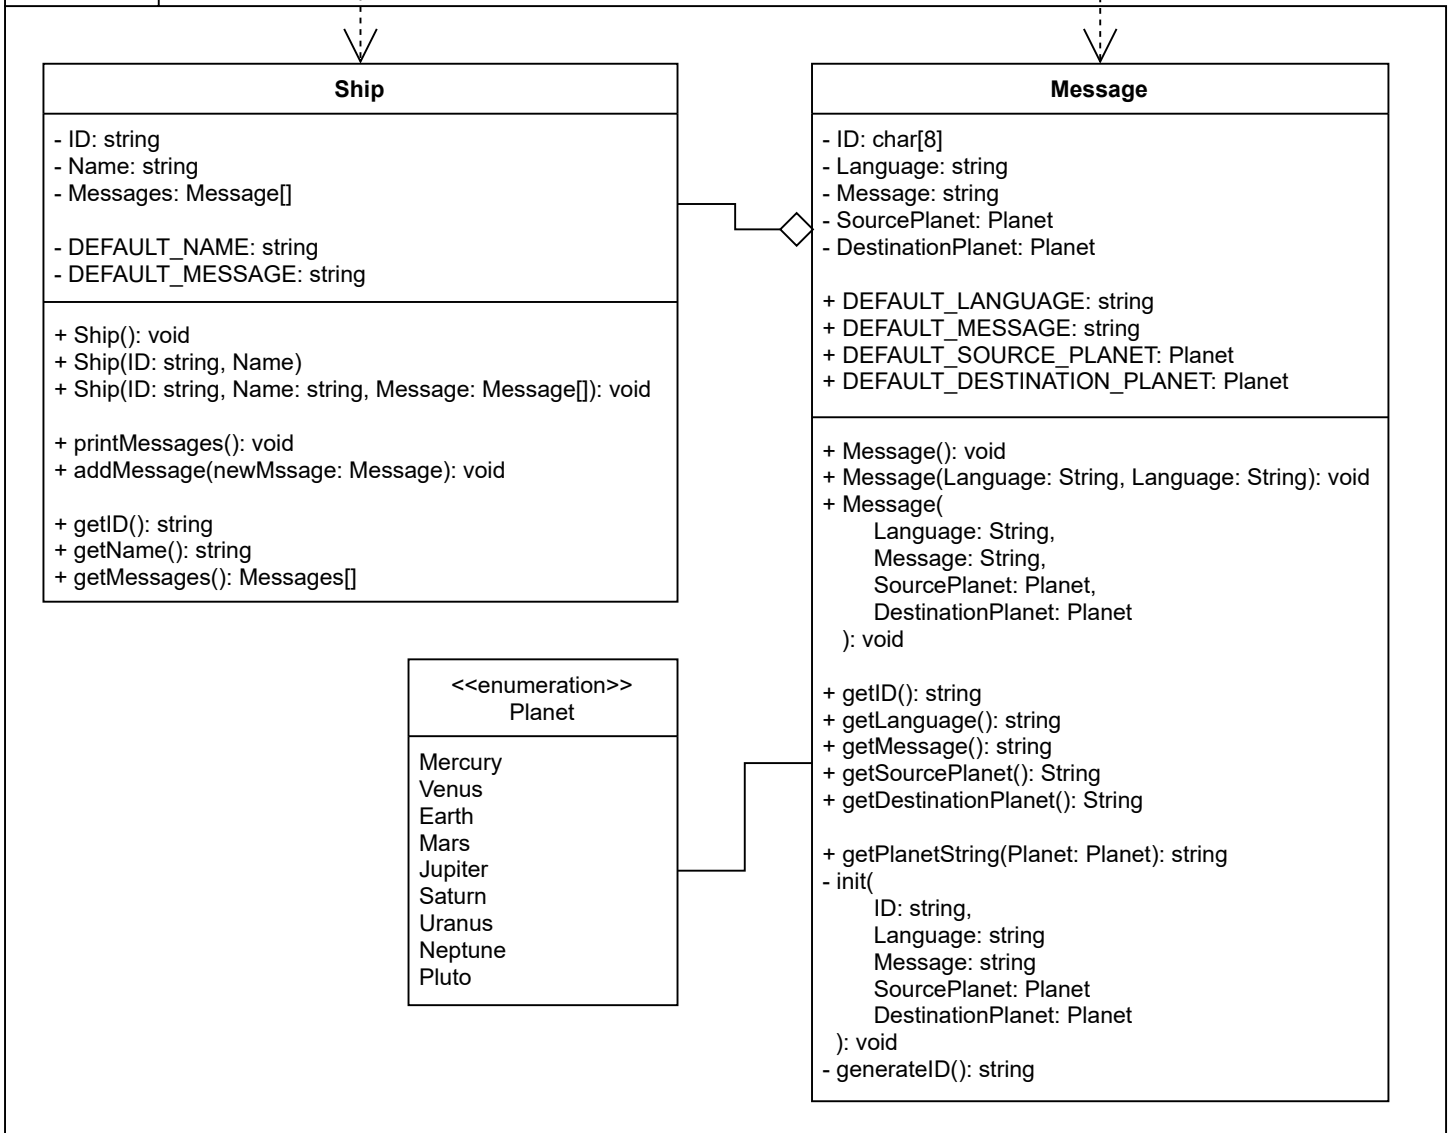 Ship
- ID: string
- Name: string
- Messages: Message[]
- DEFAULT_NAME: string
- DEFAULT_MESSAGE: string
+ Ship(): void
+ Ship(ID: string, Name)
+ Ship(ID: string, Name: string, Message: Message[]): void
+ printMessages(): void
+ addMessage(newMssage: Message): void
+ getID(): string
+ getName(): string
+ getMessages(): Messages[]
Message
- ID: char[8]
- Language: string
- Message: string
- SourcePlanet: Planet
- DestinationPlanet: Planet
+ DEFAULT_LANGUAGE: string
+ DEFAULT_MESSAGE: string
+ DEFAULT_SOURCE_PLANET: Planet
+ DEFAULT_DESTINATION_PLANET: Planet
+ Message(): void
+ Message(Language: String, Language: String): void
+ Message(
Language: String,
Message: String,
SourcePlanet: Planet,
DestinationPlanet: Planet
): void
+ getID(): string
+ getLanguage(): string
+ getMessage(): string
+ getSourcePlanet(): String
+ getDestinationPlanet(): String
+ getPlanetString(Planet: Planet): string
- init(
ID: string,
Language: string
Message: string
SourcePlanet: Planet
DestinationPlanet: Planet
): void
- generateID(): string
<<enumeration>>
Planet
Mercury
Venus
Earth
Mars
Jupiter
Saturn
Uranus
Neptune
Pluto